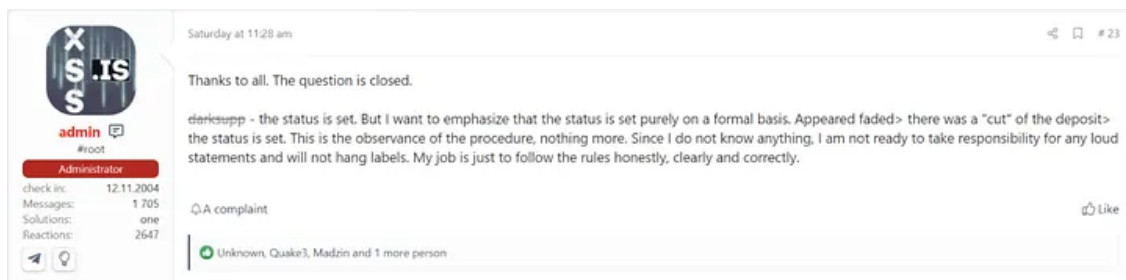 X
S .IS
S
Saturday at 11:28 am
#23
Thanks to all. The question is closed.
darksupp - the status is set. But I want to emphasize that the status is set purely on a formal basis. Appeared faded> there was a "cut" of the deposit>
the status is set. This is the observance of the procedure, nothing more. Since I do not know anything, I am not ready to take responsibility for any loud
statements and will not hang labels. My job is just to follow the rules honestly, clearly and correctly.
admin
#root
Administrator
check in: 12.11.2004
Messages: 1 705
Solutions: one
Reactions: 2647
A complaint
Like
Unknown, Quake3, Madzin and 1 more person